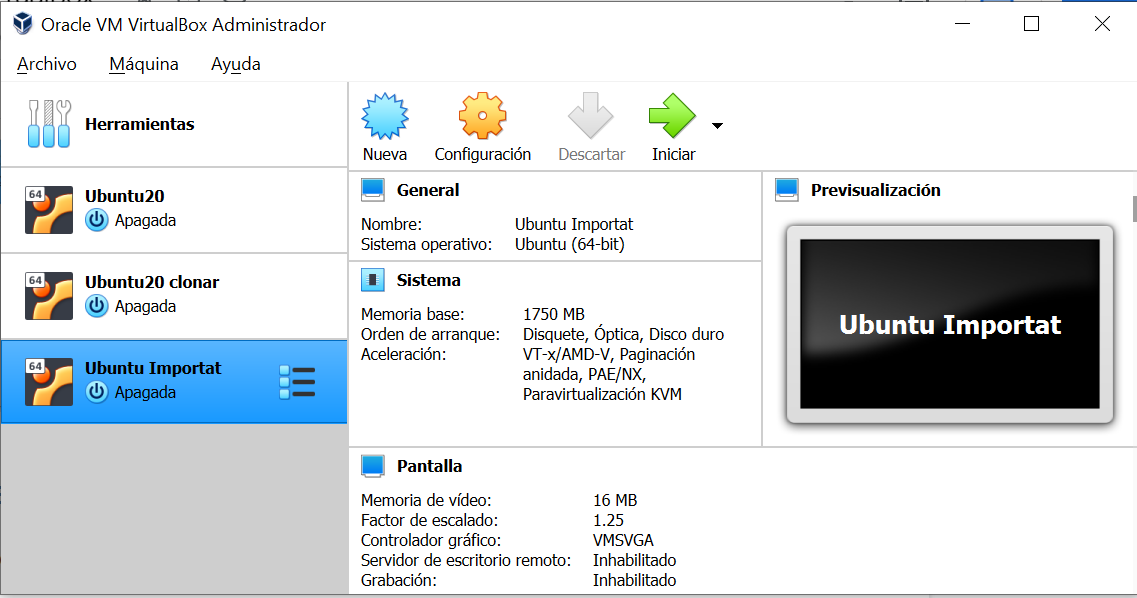 Oracle VM VirtualBox Administrador
Archivo Máquina Ayuda
Herramientas
64 Ubuntu20
Apagada
64 Ubuntu20 clonar
Apagada
64 Ubuntu Importat
Apagada
Nueva Configuración Descartar Iniciar
General
Nombre: Ubuntu Importat
Sistema operativo: Ubuntu (64-bit)
Sistema
Memoria base: 1750 MB
Orden de arranque: Disquete, Óptica, Disco duro
Aceleración: VT-x/AMD-V, Paginación
anidada, PAE/NX,
Paravirtualización KVM
Previsualización
Ubuntu Importat
Pantalla
Memoria de vídeo: 16 MB
Factor de escalado: 1.25
Controlador gráfico: VMSVGA
Servidor de escritorio remoto: Inhabilitado
Grabación: Inhabilitado